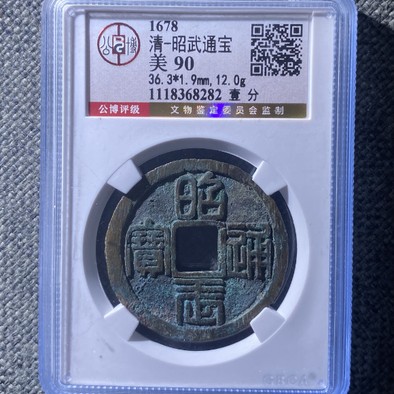 1678
清-昭武通宝
美 90
36.3*1.9mm,12.0g
1118368282 壹 分
公博评级
文物鉴定委员会监制
昭
寶 通
武